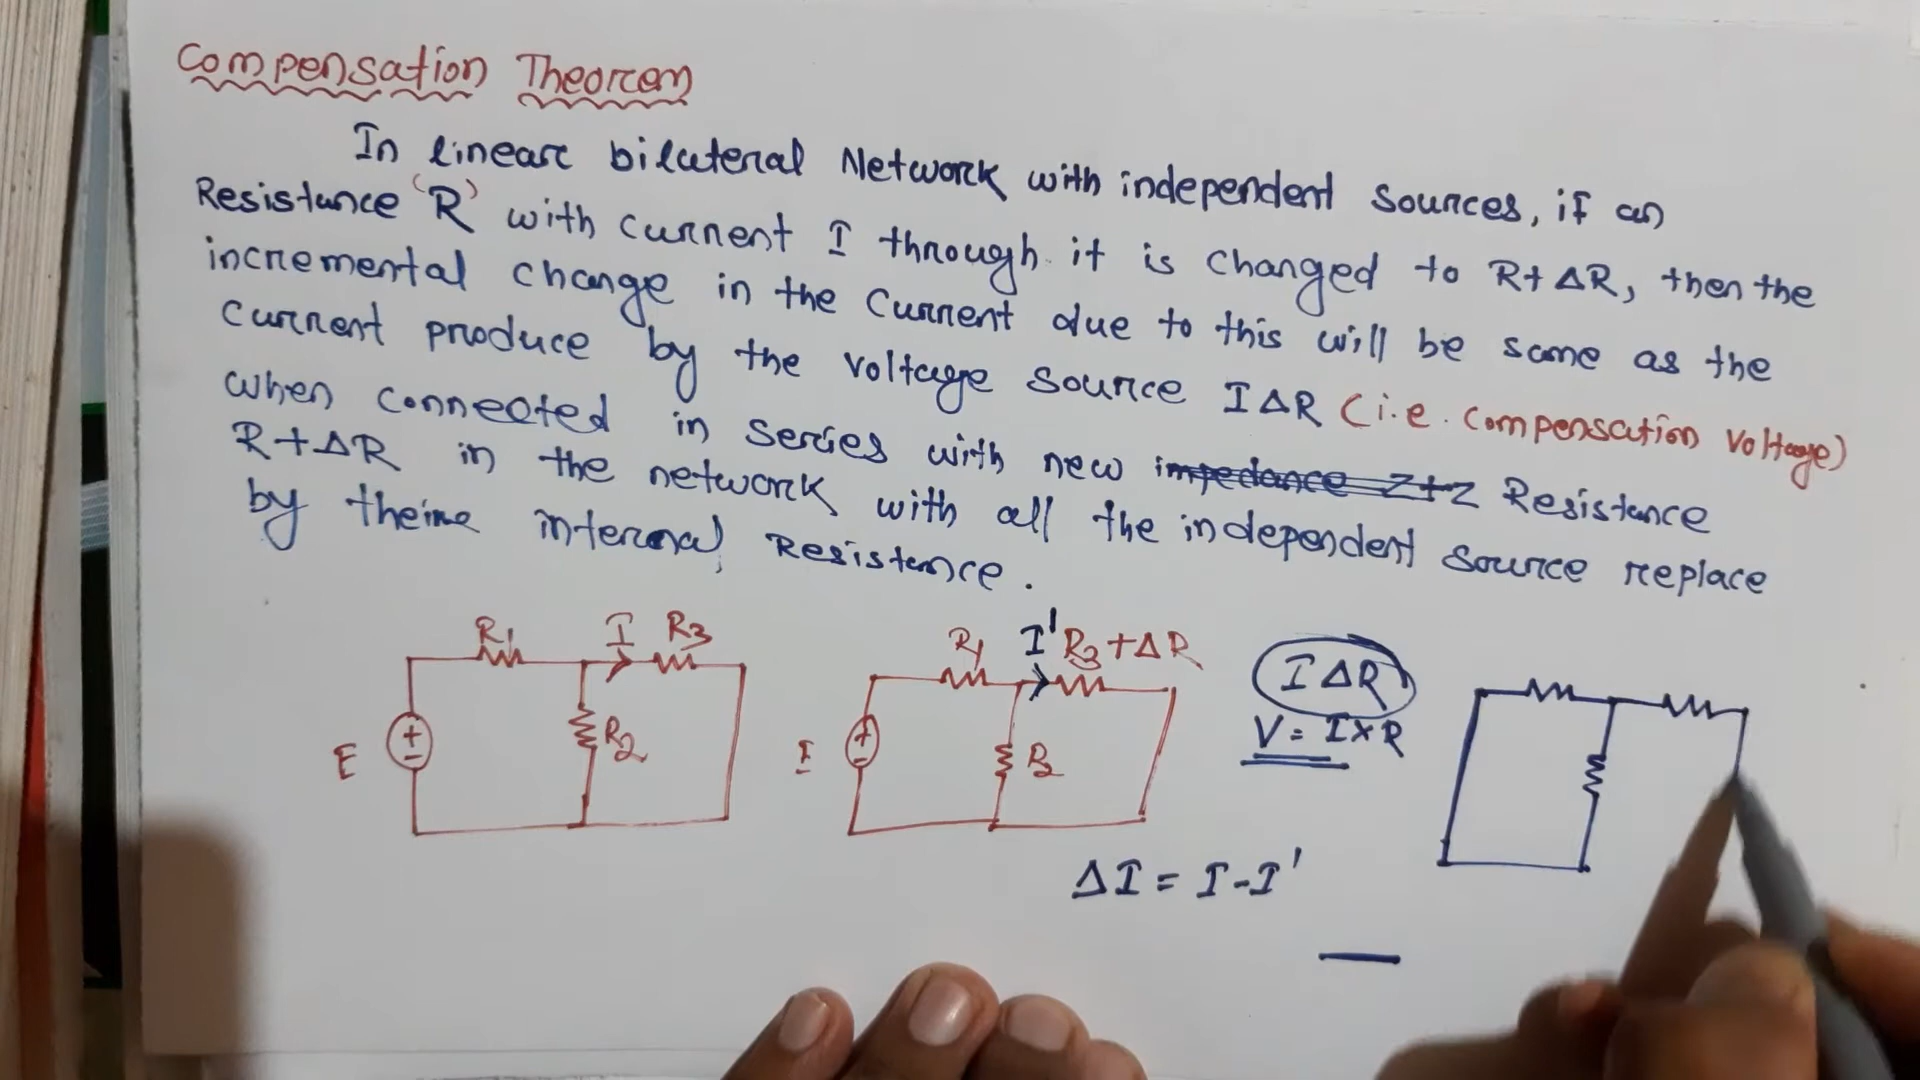 Compensation Theorem
In linear bilateral Network with independent Sources, if an
Resistance 'R' with current I through it is changed to R+ΔR, then the
incremental change in the current due to this will be same as the
current produce by the voltage source IΔR (i.e. compensation voltage)
when connected in series with new impedance Z+Z Resistance
R+ΔR in the network with all the independent source replace
by their internal Resistance.
R1 I R3
R1 I' R3+ΔR
IΔR
V = I×R
E R2
E R2
ΔI = I-I'